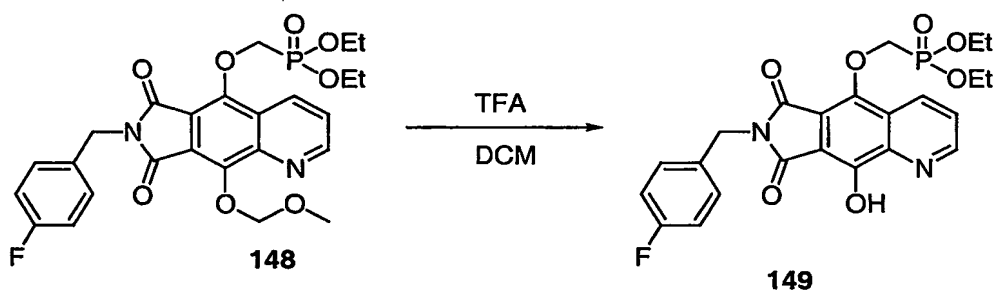 O O
O P OEt O P OEt
O OEt O OEt
N TFA N
N DCM N
O O
O O OH
F F
148 149